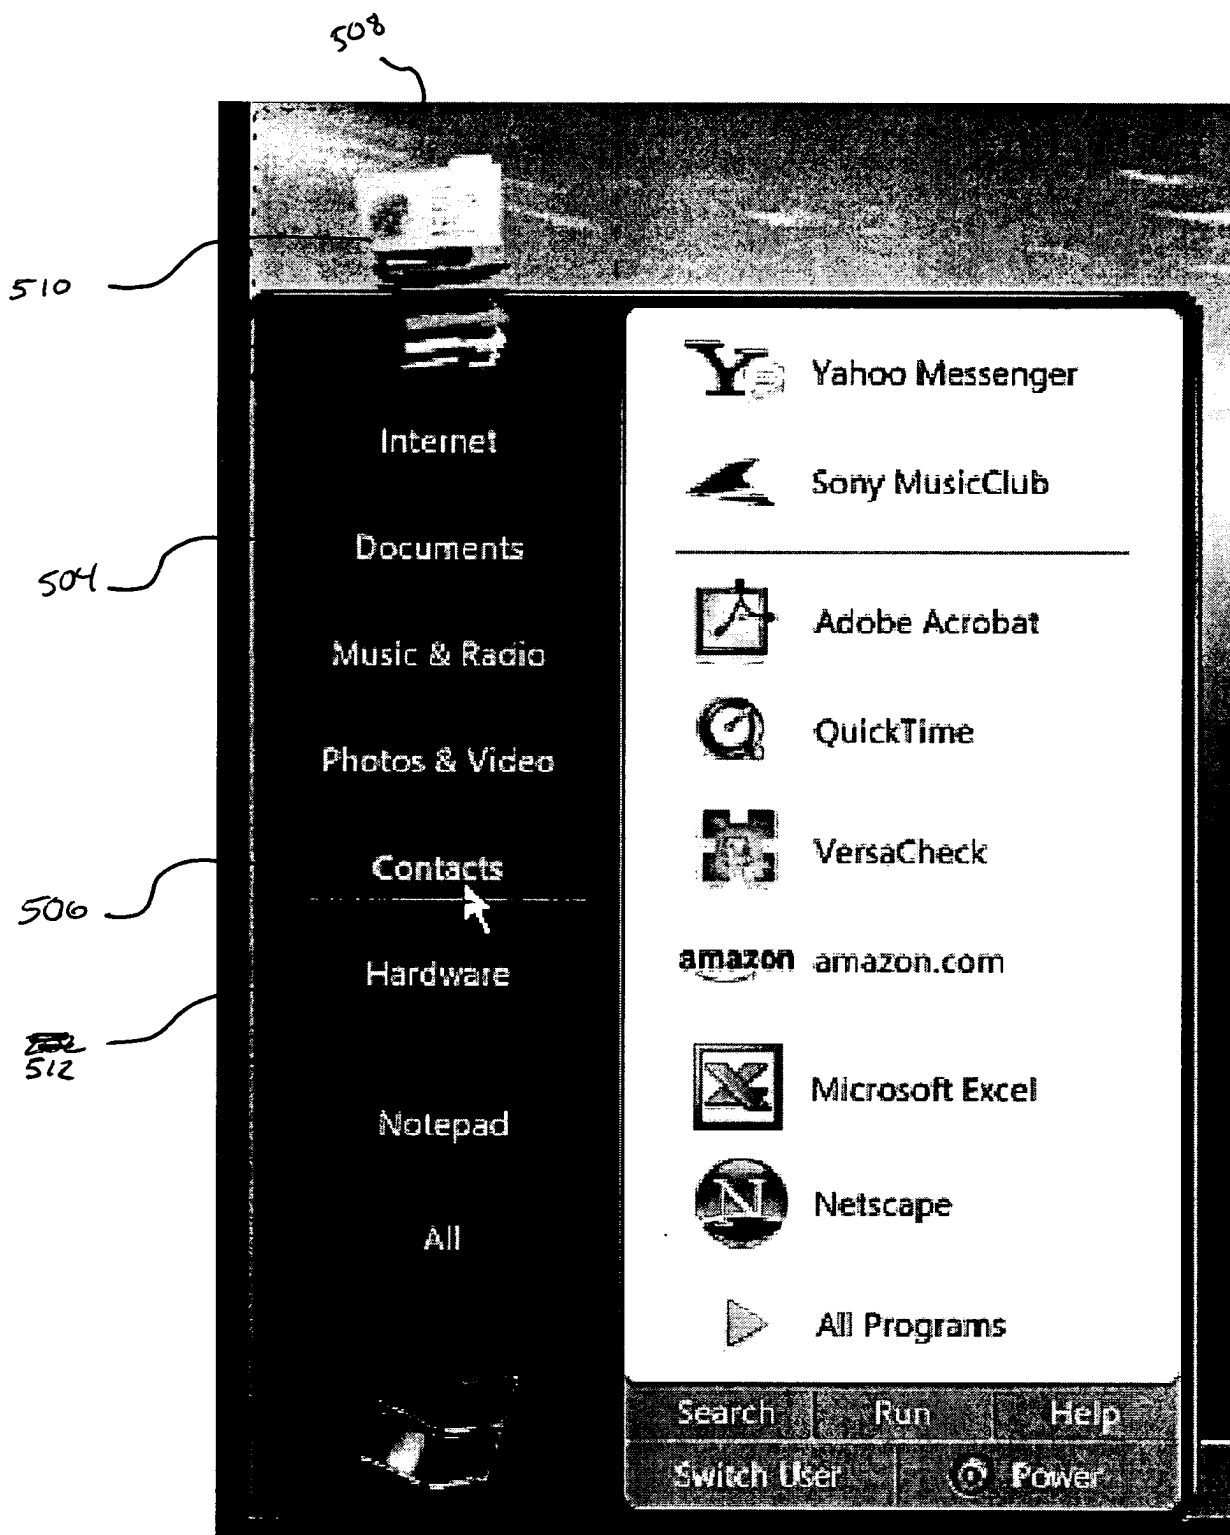 508
510
Internet
Documents
504
Music & Radio
Photos & Video
Contacts
506
Hardware
512
Notepad
All
Y Yahoo Messenger
Sony MusicClub
Adobe Acrobat
QuickTime
VersaCheck
amazon amazon.com
Microsoft Excel
N Netscape
All Programs
Search Run Help
Switch User Power